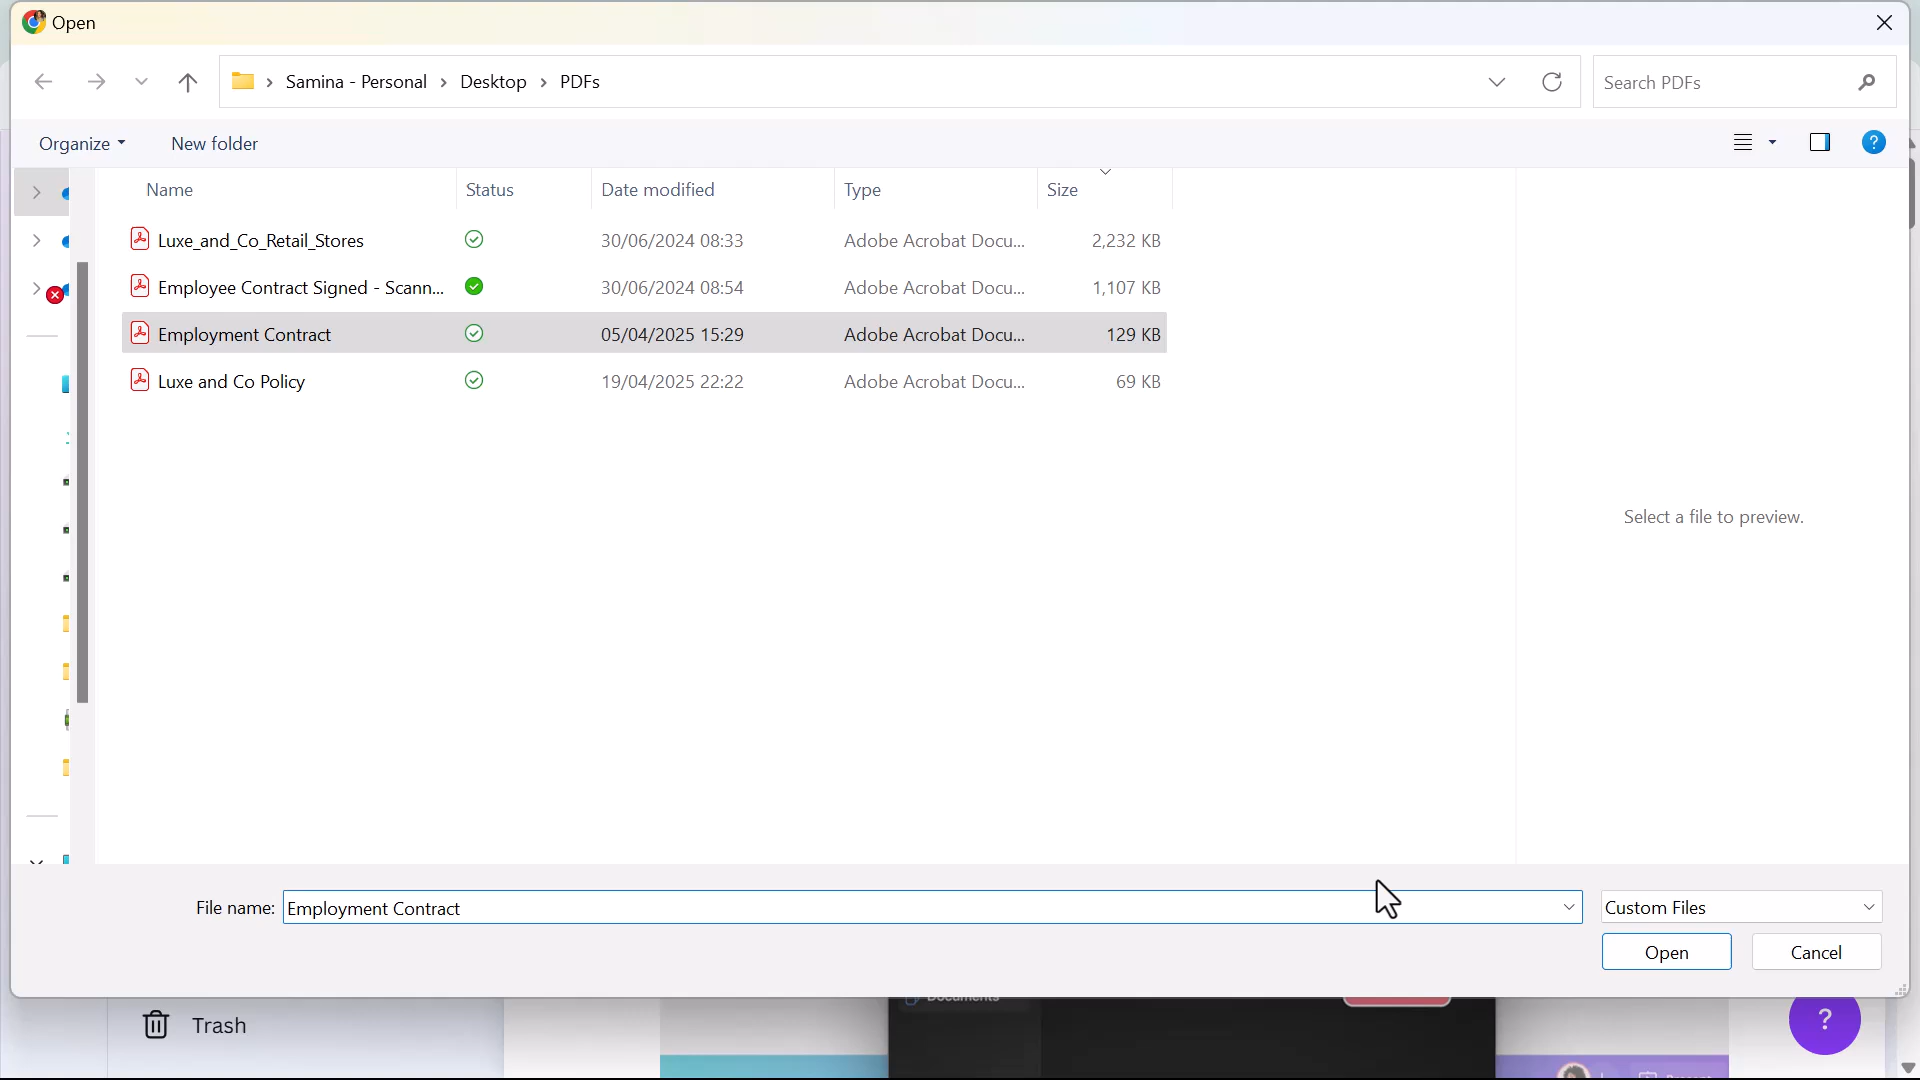 Open
Samina - Personal Desktop PDFs
Search PDFs
Organize New folder
Name Status Date modified Type Size
Luxe_and_Co_Retail_Stores 30/06/2024 08:33 Adobe Acrobat Docu... 2,232 KB
Employee Contract Signed - Scann... 30/06/2024 08:54 Adobe Acrobat Docu... 1,107 KB
Employment Contract 05/04/2025 15:29 Adobe Acrobat Docu... 129 KB
Luxe and Co Policy 19/04/2025 22:22 Adobe Acrobat Docu... 69 KB
Select a file to preview.
File name: Employment Contract Custom Files
Open Cancel
Documents
Trash
?